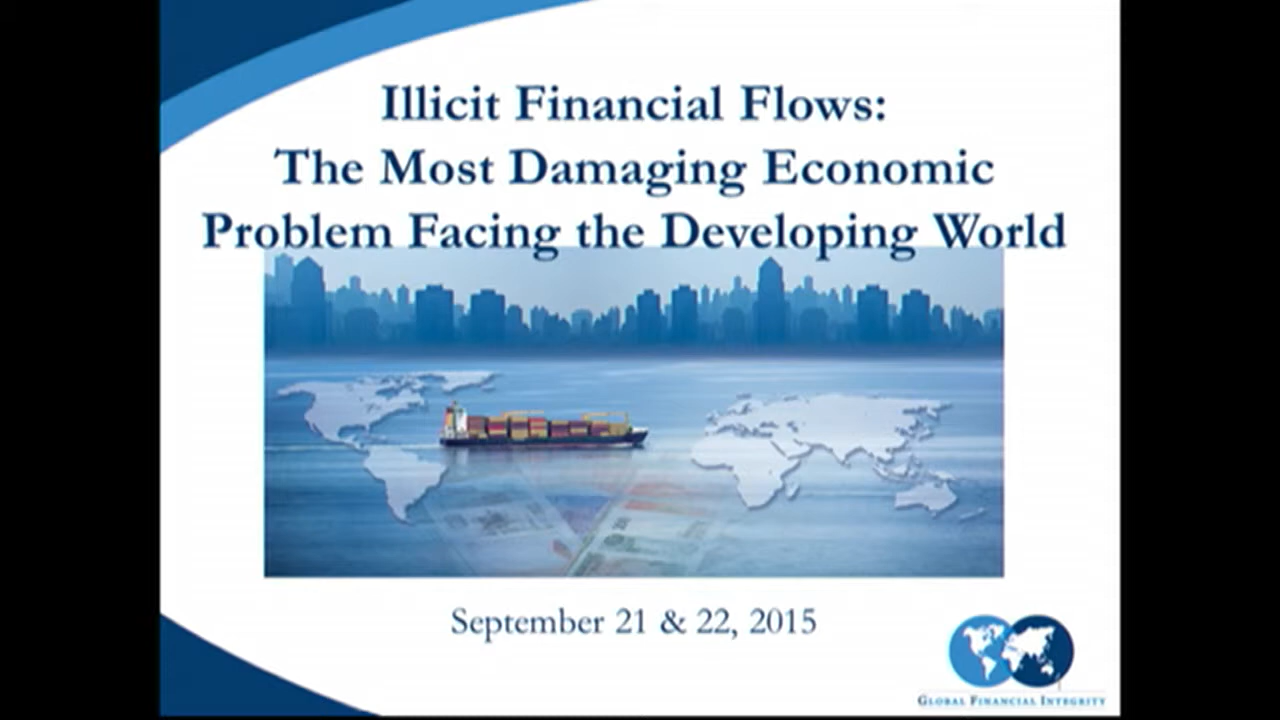 Illicit Financial Flows:
The Most Damaging Economic
Problem Facing the Developing World
September 21 & 22, 2015
GLOBAL FINANCIAL INTEGRITY